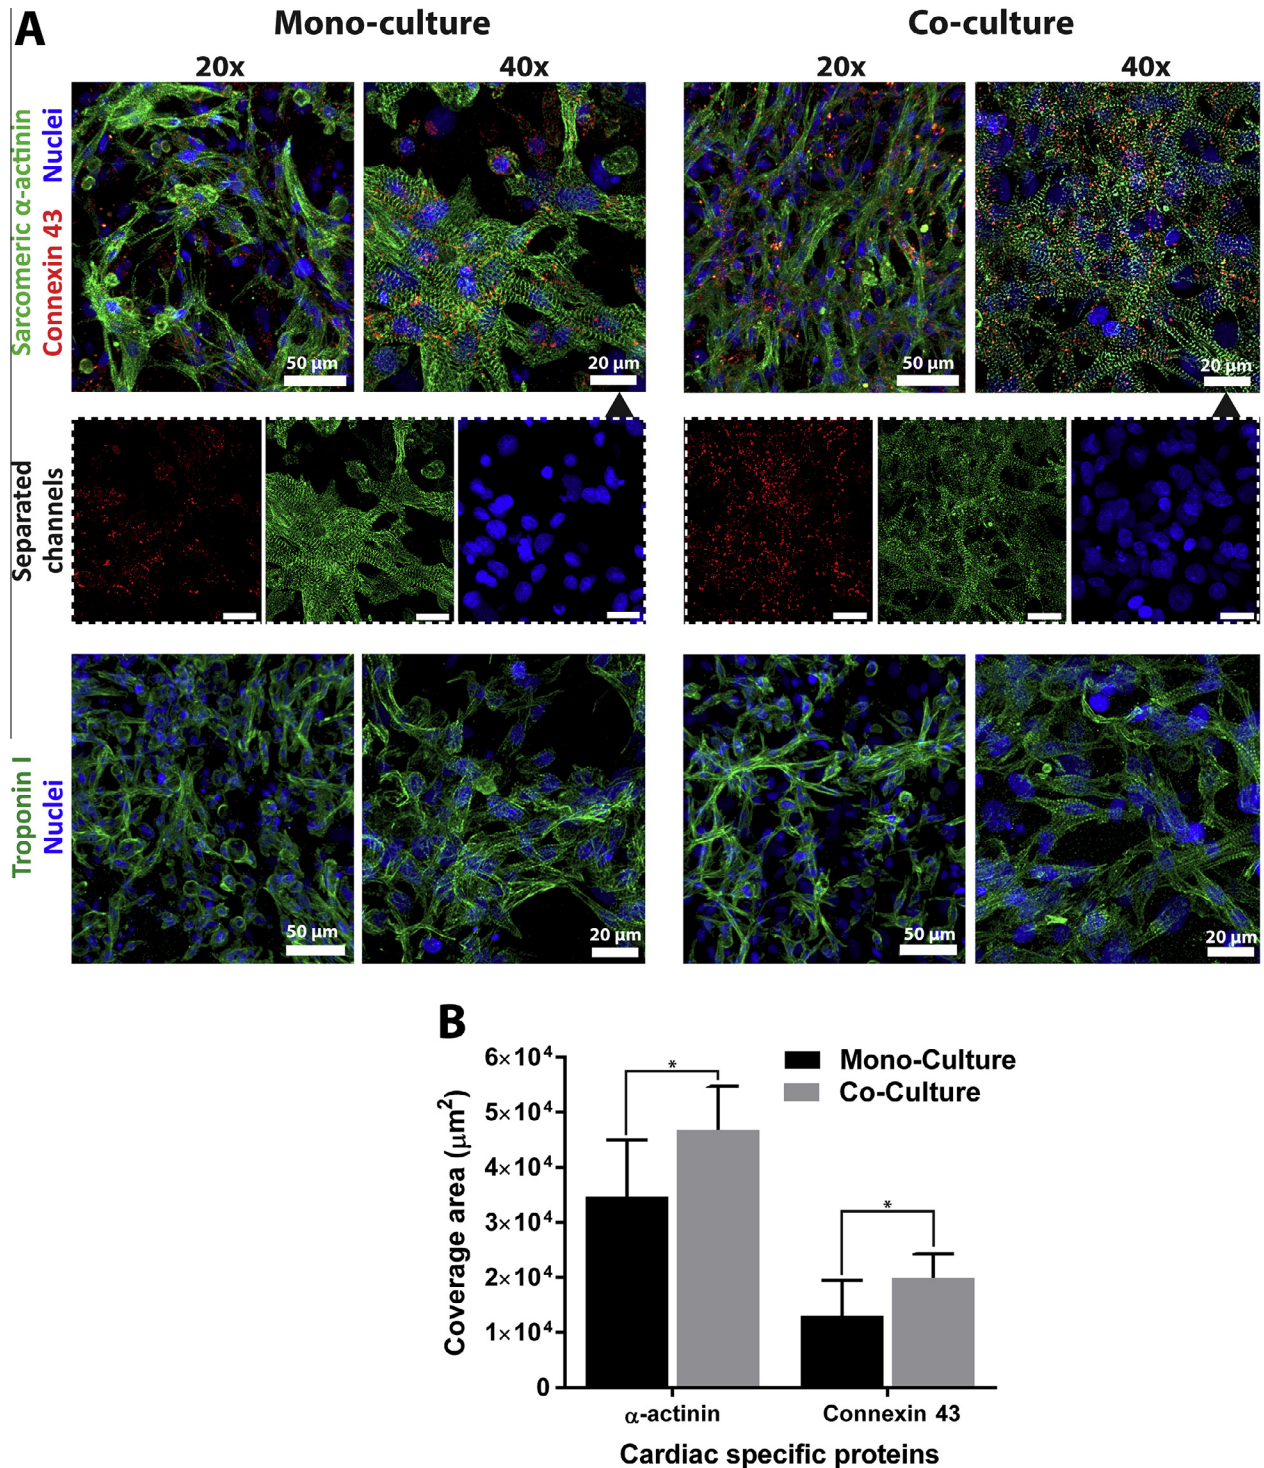 A
Mono-culture
Co-culture
20x
40x
20x
40x
Sarcomeric α-actinin
Connexin 43 Nuclei
50 μm
20 μm
50 μm
20 μm
Separated
channels
Troponin I
Nuclei
50 μm
20 μm
50 μm
20 μm
B
Mono-Culture
Co-Culture
Coverage area (μm²)
6×10⁴
5×10⁴
4×10⁴
3×10⁴
2×10⁴
1×10⁴
0
*
*
α-actinin
Connexin 43
Cardiac specific proteins